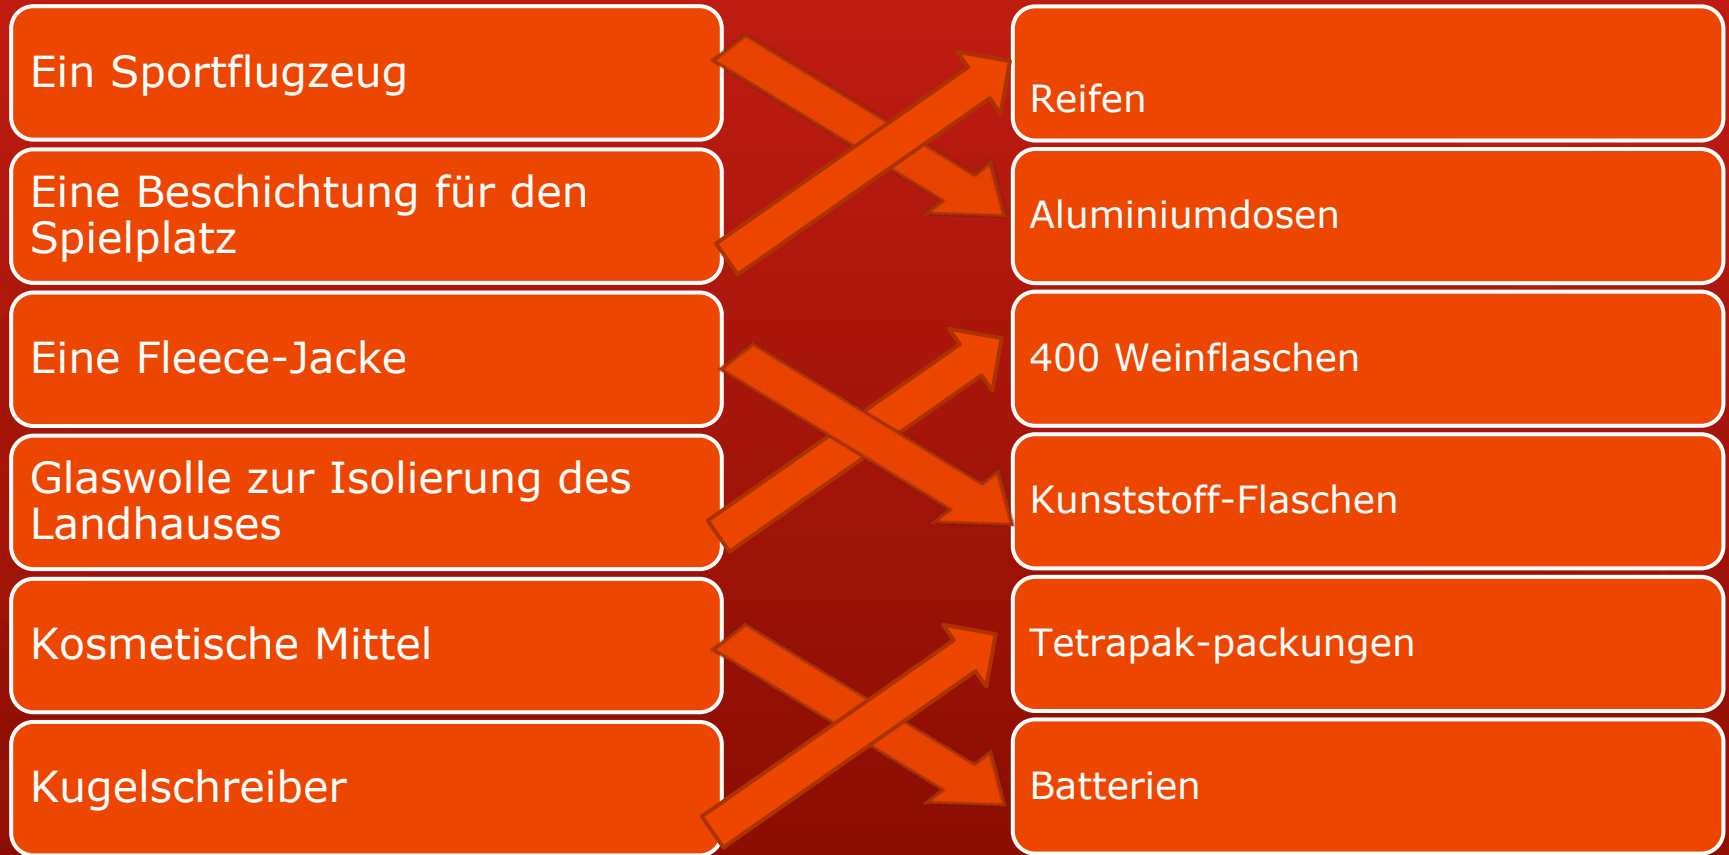 Ein Sportflugzeug
Eine Beschichtung für den
Spielplatz
Eine Fleece-Jacke
Glaswolle zur Isolierung des
Landhauses
Kosmetische Mittel
Kugelschreiber
Reifen
Aluminiumdosen
400 Weinflaschen
Kunststoff-Flaschen
Tetrapak-packungen
Batterien